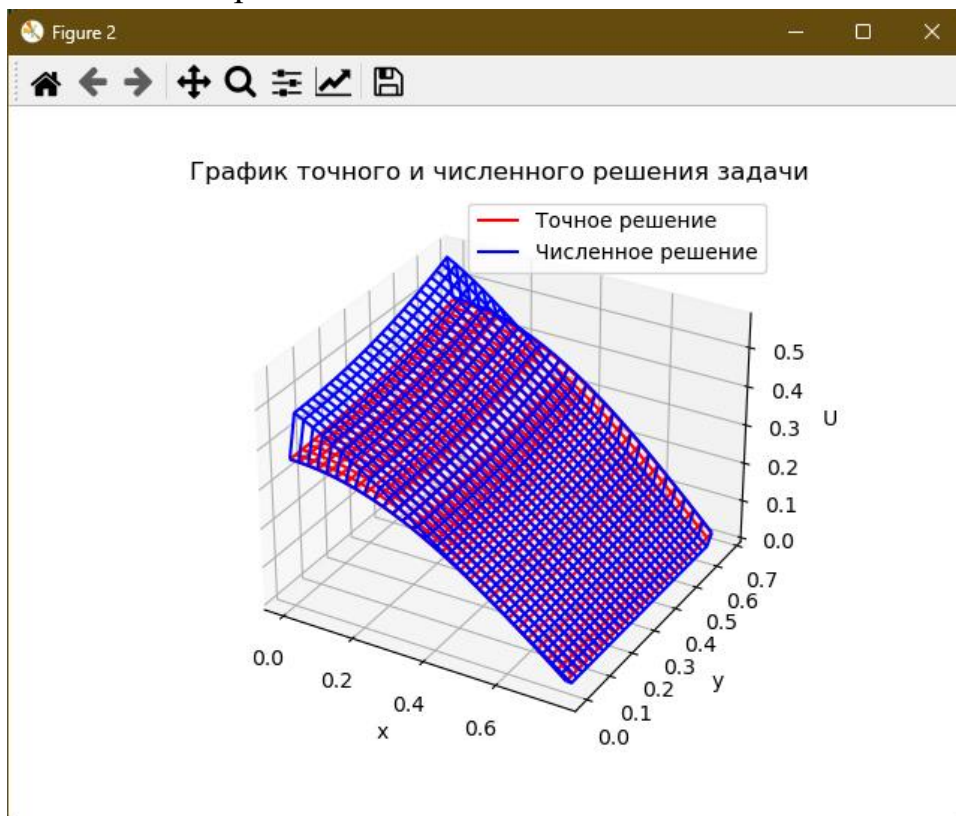 Figure 2
График точного и численного решения задачи
Точное решение
Численное решение
0.5
0.4
0.3
0.2
0.1
0.0
U
0.7
0.6
0.5
0.4
0.3
0.2
0.1
0.0
y
0.0
0.2
0.4
0.6
x